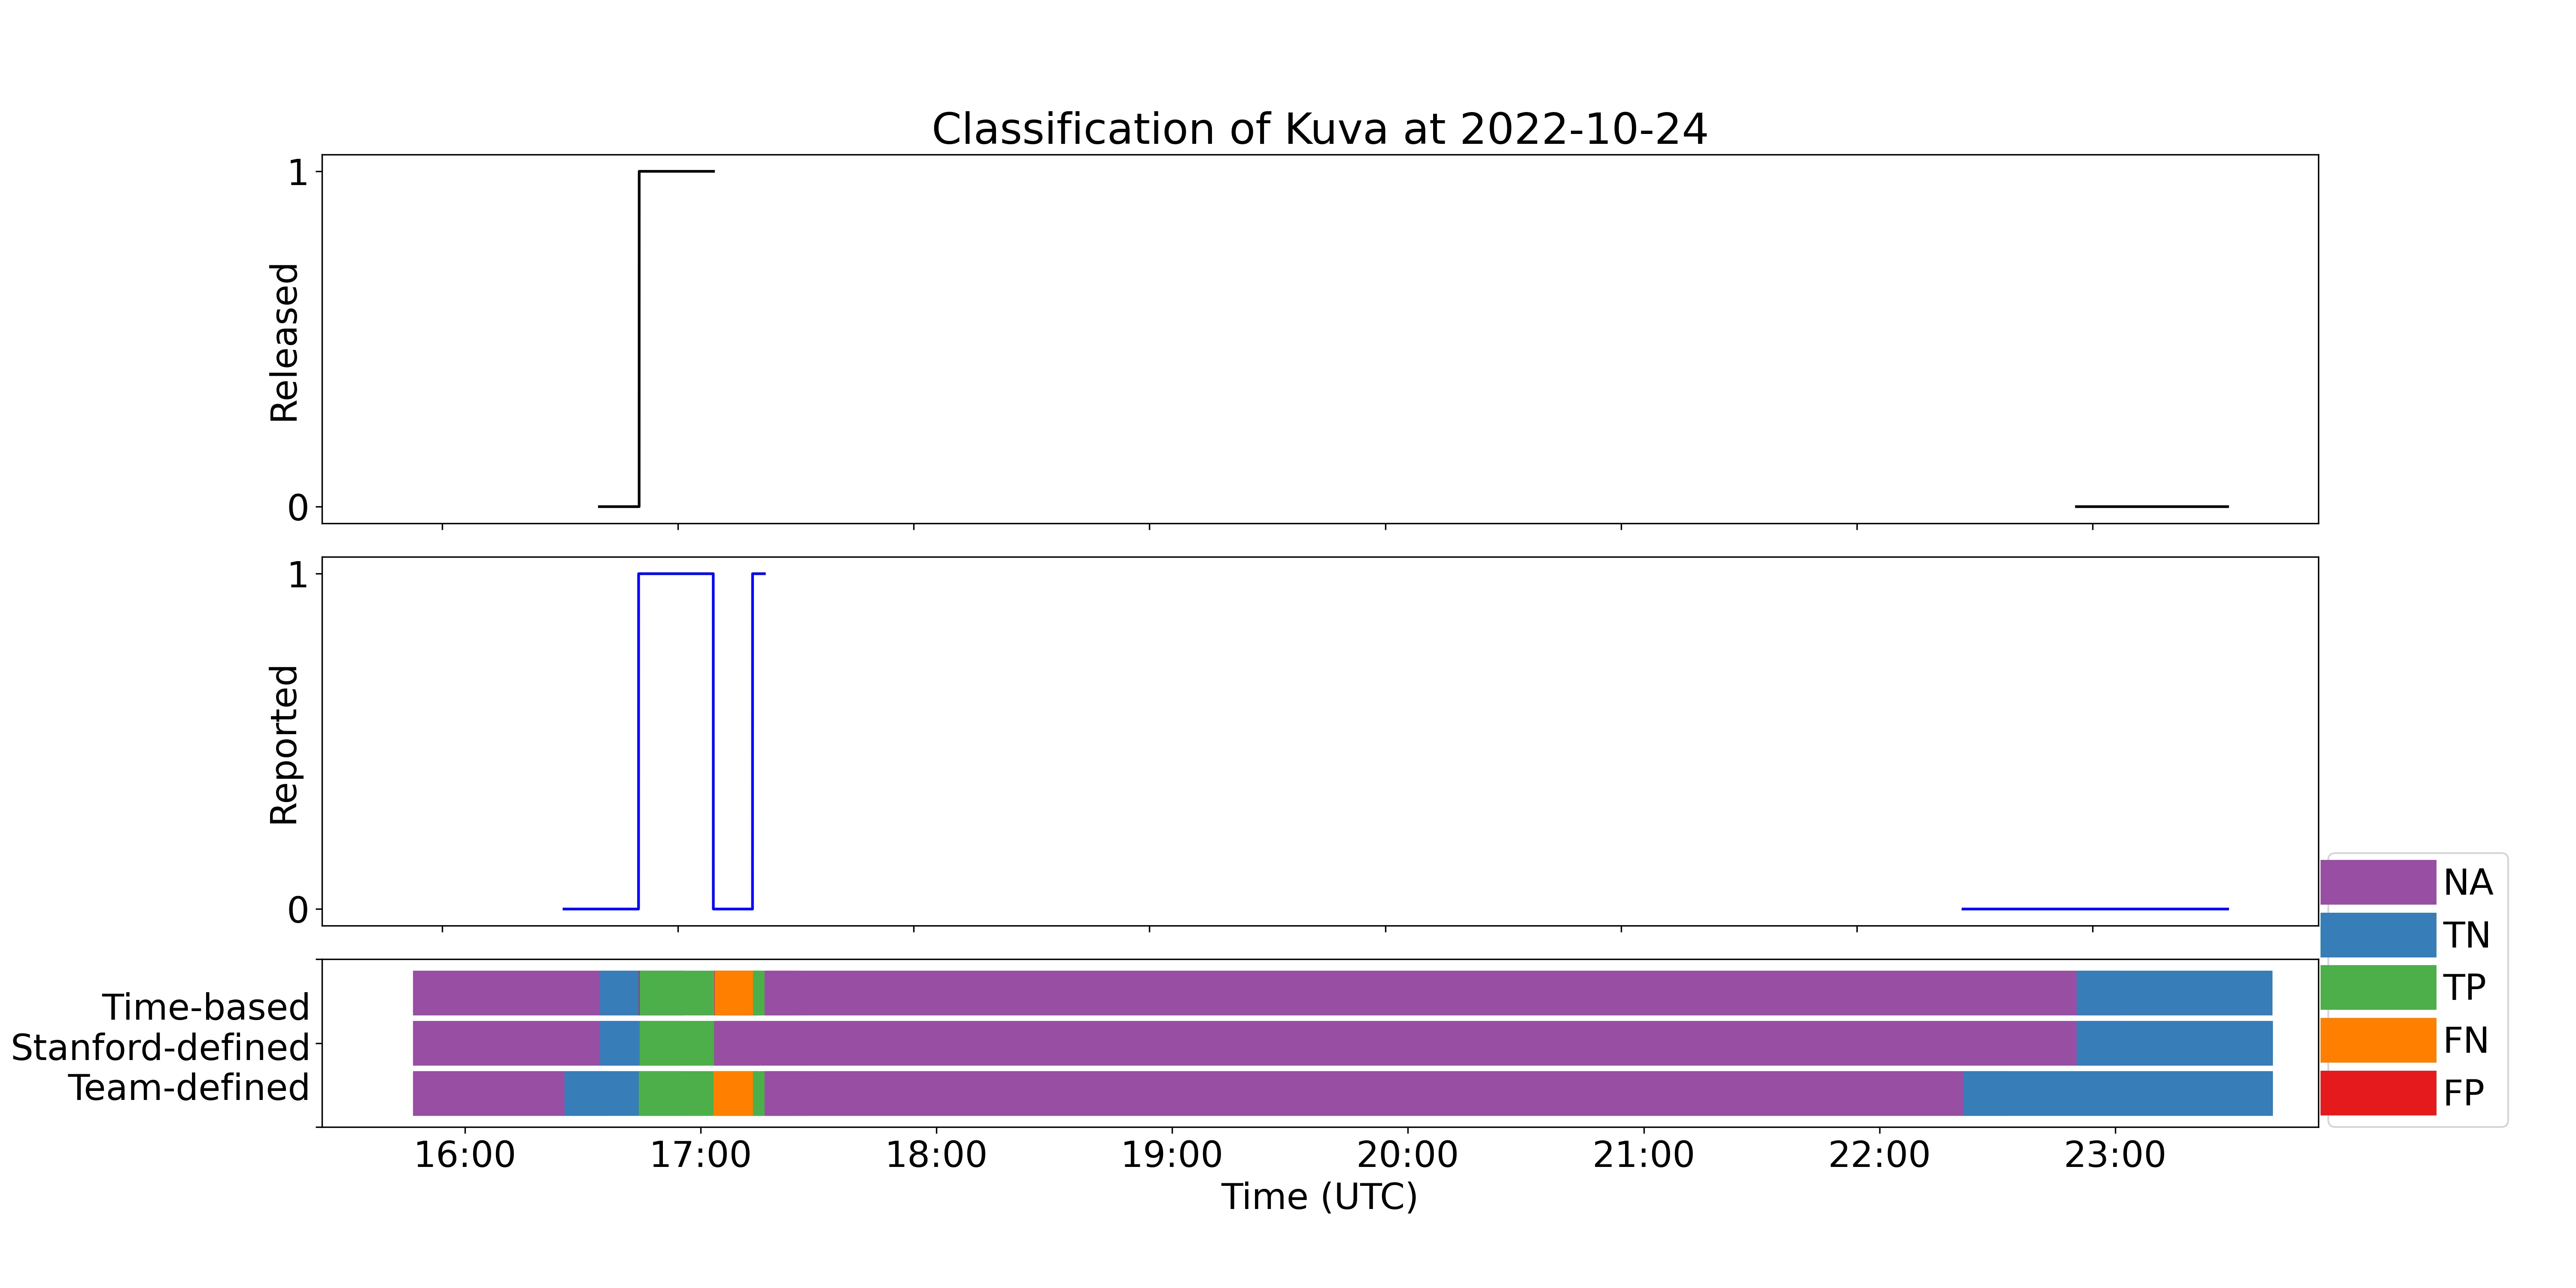 Classification of Kuva at 2022-10-24
1
Released
0
1
Reported
0
NA
TN
TP
FN
FP
Time-based
Stanford-defined
Team-defined
16:00 17:00 18:00 19:00 20:00 21:00 22:00 23:00
Time (UTC)